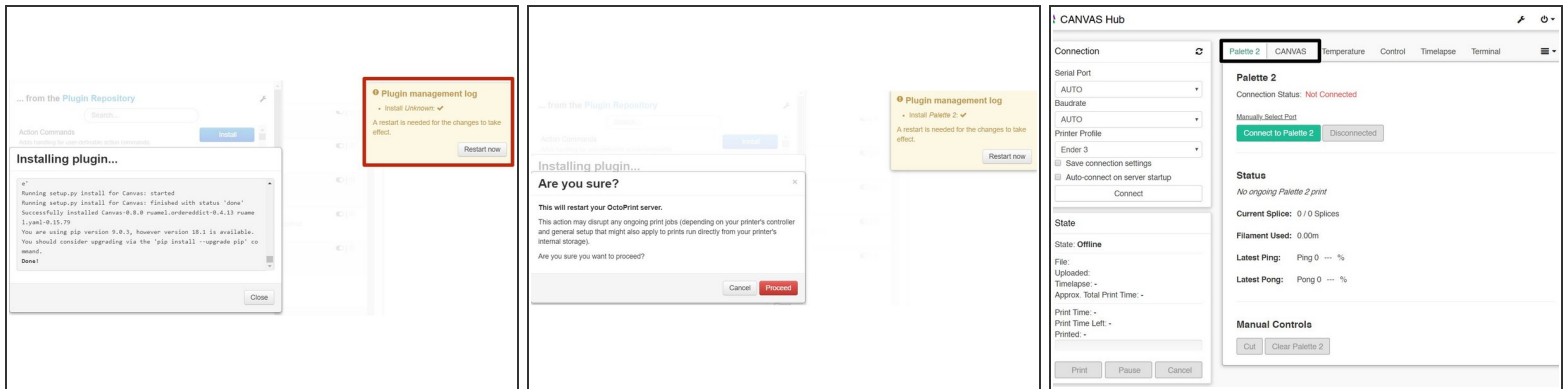 ... from the Plugin Repository
Search...
Action Commands
Install
Installing plugin...
e'
Running setup.py install for Canvas: started
Running setup.py install for Canvas: finished with status 'done'
Successfully installed Canvas-0.8.0 ruamel.ordereddict-0.4.13 ruame
l.yaml-0.15.79
You are using pip version 9.0.3, however version 18.1 is available.
You should consider upgrading via the 'pip install --upgrade pip' co
mmand.
Done!
Close
Plugin management log
• Install Unknown: ✔
A restart is needed for the changes to take
effect.
Restart now
... from the Plugin Repository
Search...
Action Commands
Install
Installing plugin...
Are you sure?
×
This will restart your OctoPrint server.
This action may disrupt any ongoing print jobs (depending on your printer's controller
and general setup that might also apply to prints run directly from your printer's
internal storage).
Are you sure you want to proceed?
Cancel
Proceed
Plugin management log
• Install Palette 2: ✔
A restart is needed for the changes to take
effect.
Restart now
CANVAS Hub
Connection
Serial Port
AUTO
Baudrate
AUTO
Printer Profile
Ender 3
Save connection settings
Auto-connect on server startup
Connect
State
State: Offline
File:
Uploaded:
Timelapse: -
Approx. Total Print Time: -
Print Time: -
Print Time Left: -
Printed: -
Print
Pause
Cancel
Palette 2
CANVAS
Temperature
Control
Timelapse
Terminal
Palette 2
Connection Status: Not Connected
Manually Select Port
Connect to Palette 2
Disconnected
Status
No ongoing Palette 2 print
Current Splice: 0 / 0 Splices
Filament Used: 0.00m
Latest Ping: Ping 0 --- %
Latest Pong: Pong 0 --- %
Manual Controls
Cut
Clear Palette 2